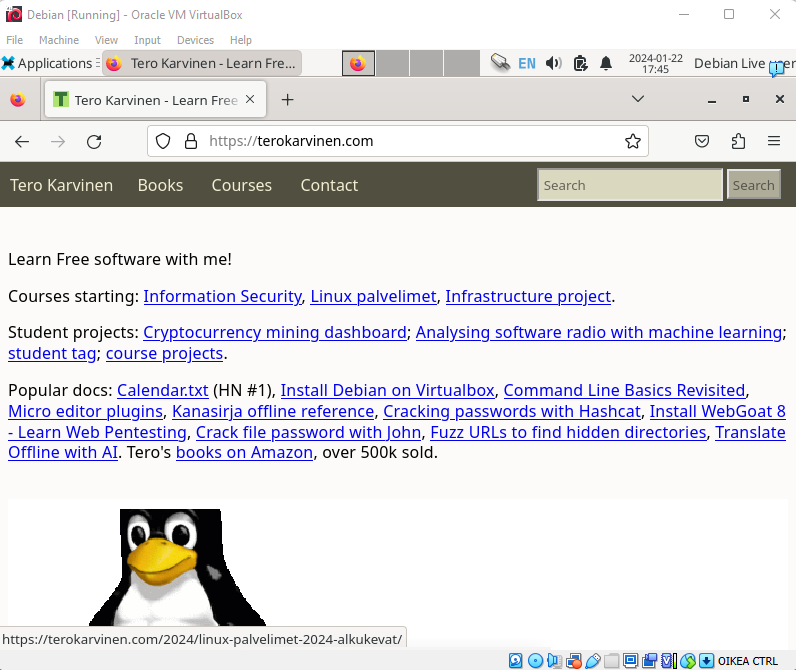 Debian [Running] - Oracle VM VirtualBox
File Machine View Input Devices Help
Applications Tero Karvinen - Learn Fre... EN 2024-01-22 17:45 Debian Live user
Tero Karvinen - Learn Free
https://terokarvinen.com
Tero Karvinen Books Courses Contact Search Search
Learn Free software with me!
Courses starting: Information Security, Linux palvelimet, Infrastructure project.
Student projects: Cryptocurrency mining dashboard; Analysing software radio with machine learning;
student tag; course projects.
Popular docs: Calendar.txt (HN #1), Install Debian on Virtualbox, Command Line Basics Revisited,
Micro editor plugins, Kanasirja offline reference, Cracking passwords with Hashcat, Install WebGoat 8
- Learn Web Pentesting, Crack file password with John, Fuzz URLs to find hidden directories, Translate
Offline with AI. Tero's books on Amazon, over 500k sold.
https://terokarvinen.com/2024/linux-palvelimet-2024-alkukevat/
OIKEA CTRL